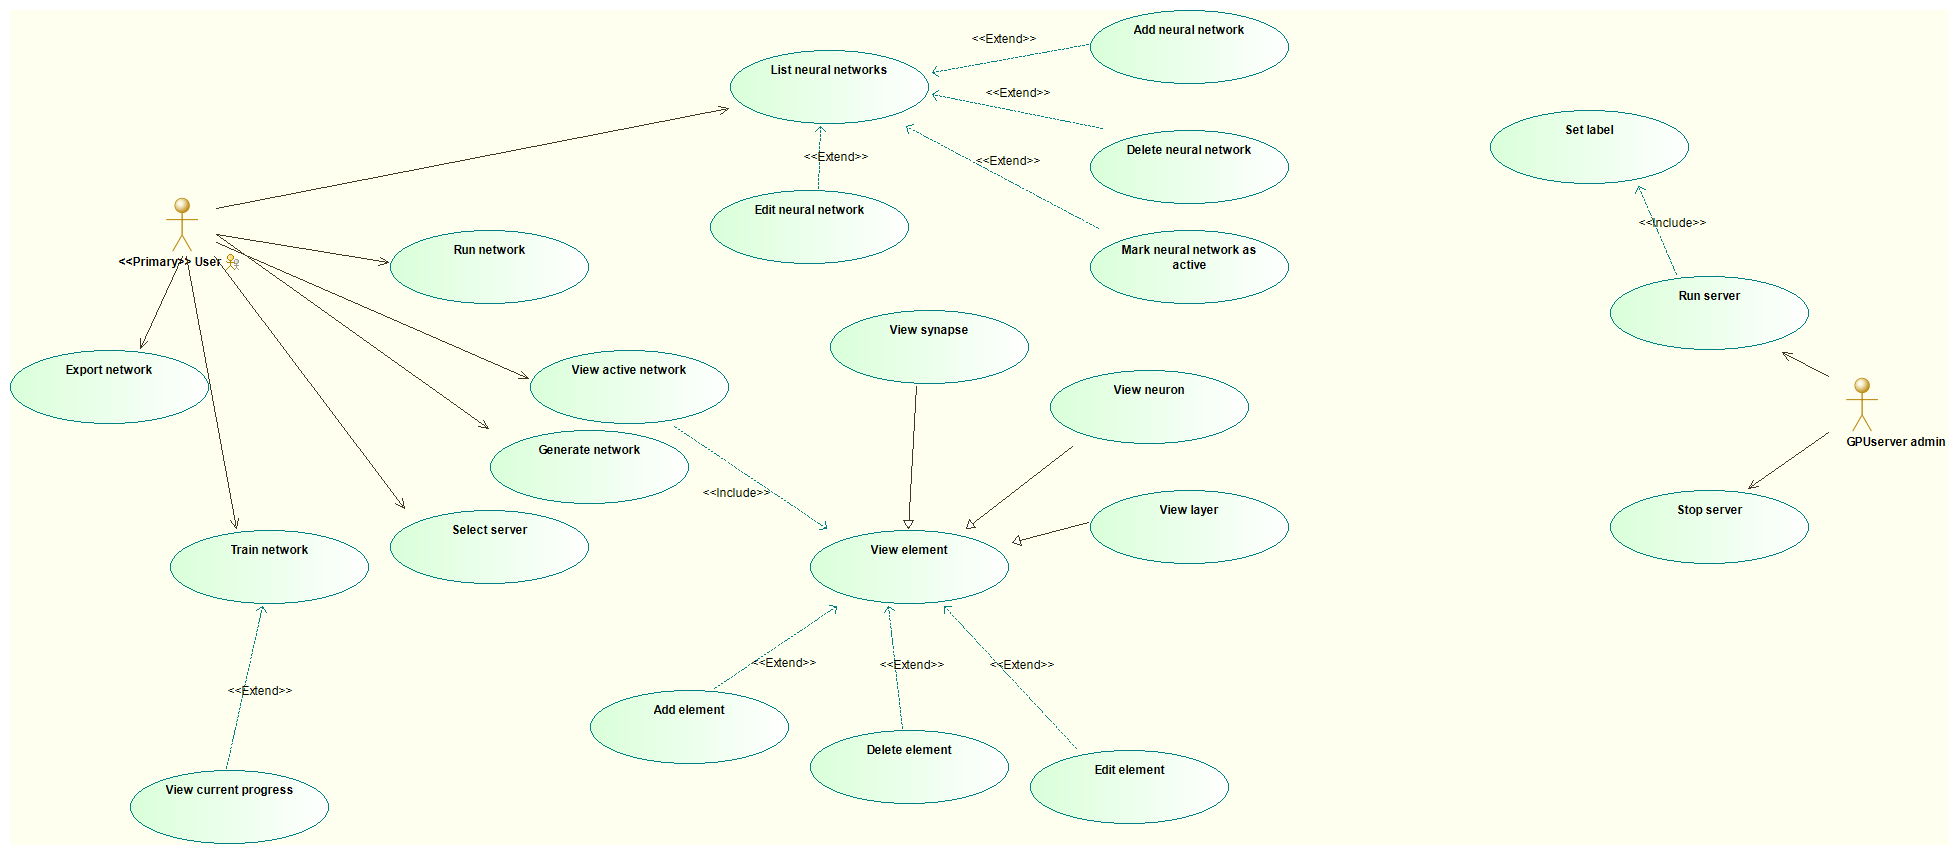 Add neural network
<<Extend>>
List neural networks
<<Extend>>
Set label
Delete neural network
<<Extend>>
<<Extend>>
Edit neural network
<<Include>>
Run network
Mark neural network as
active
<<Primary>> User
Run server
View synapse
Export network
View active network
View neuron
GPUserver admin
Generate network
<<Include>>
View layer
Stop server
Select server
Train network
View element
<<Extend>>
<<Extend>>
<<Extend>>
<<Extend>>
Add element
Delete element
Edit element
View current progress